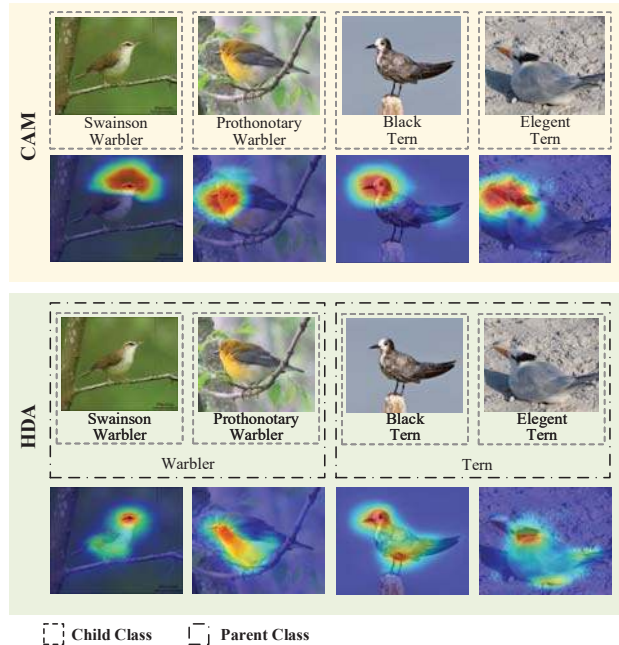 CAM
Swainson
Warbler
Prothonotary
Warbler
Black
Tern
Elegent
Tern
HDA
Swainson
Warbler
Prothonotary
Warbler
Black
Tern
Elegent
Tern
Warbler
Tern
Child Class
Parent Class